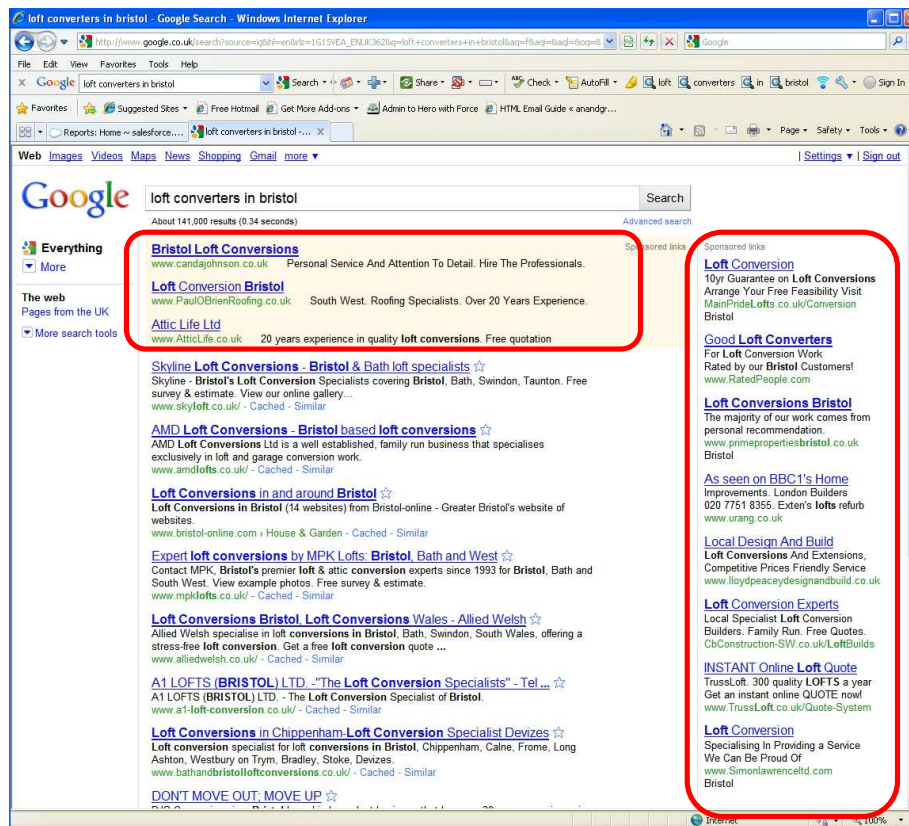 loft converters in bristol - Google Search - Windows Internet Explorer
http://www.google.co.uk/search?source=ig&hl=en&rlz=1G1SVEA_ENUK362&q=loft+converters+in+bristol&aq=f&aqi=&aql=&oq=
Google
File Edit View Favorites Tools Help
X Google loft converters in bristol Search Share Check AutoFill loft converters in bristol Sign In
Favorites Suggested Sites Free Hotmail Get More Add-ons Admin to Hero with Force HTML Email Guide « anandgr...
Reports: Home ~ salesforce.... loft converters in bristol -... X Page Safety Tools
Web Images Videos Maps News Shopping Gmail more ▼ | Settings ▼ | Sign out
Google loft converters in bristol Search
About 141,000 results (0.34 seconds) Advanced search
Everything
More
The web
Pages from the UK
More search tools
Sponsored links
Bristol Loft Conversions
www.candajohnson.co.uk Personal Service And Attention To Detail. Hire The Professionals.
Loft Conversion Bristol
www.PaulOBrienRoofing.co.uk South West. Roofing Specialists. Over 20 Years Experience.
Attic Life Ltd
www.AtticLife.co.uk 20 years experience in quality loft conversions. Free quotation
Skyline Loft Conversions - Bristol & Bath loft specialists ☆
Skyline - Bristol's Loft Conversion Specialists covering Bristol, Bath, Swindon, Taunton. Free
survey & estimate. View our online gallery...
www.skyloft.co.uk/ - Cached - Similar
AMD Loft Conversions - Bristol based loft conversions ☆
AMD Loft Conversions Ltd is a well established, family run business that specialises
exclusively in loft and garage conversion work.
www.amdlofts.co.uk/ - Cached - Similar
Loft Conversions in and around Bristol ☆
Loft Conversions in Bristol (14 websites) from Bristol-online - Greater Bristol's website of
websites.
www.bristol-online.com › House & Garden - Cached - Similar
Expert loft conversions by MPK Lofts: Bristol, Bath and West ☆
Contact MPK, Bristol's premier loft & attic conversion experts since 1993 for Bristol, Bath and
South West. View example photos. Free survey & estimate.
www.mpklofts.co.uk/ - Cached - Similar
Loft Conversions Bristol, Loft Conversions Wales - Allied Welsh ☆
Allied Welsh specialise in loft conversions in Bristol, Bath, Swindon, South Wales, offering a
stress-free loft conversion. Get a free loft conversion quote ...
www.alliedwelsh.co.uk/ - Cached - Similar
A1 LOFTS (BRISTOL) LTD. -"The Loft Conversion Specialists" - Tel ... ☆
A1 LOFTS (BRISTOL) LTD. - The Loft Conversion Specialist of Bristol.
www.a1-loft-conversion.co.uk/ - Cached - Similar
Loft Conversions in Chippenham-Loft Conversion Specialist Devizes ☆
Loft conversion specialist for loft conversions in Bristol, Chippenham, Calne, Frome, Long
Ashton, Westbury on Trym, Bradley, Stoke, Devizes.
www.bathandbristolloftconversions.co.uk/ - Cached - Similar
DON'T MOVE OUT; MOVE UP ☆
Sponsored links
Loft Conversion
10yr Guarantee on Loft Conversions
Arrange Your Free Feasibility Visit
MainPrideLofts.co.uk/Conversion
Bristol
Good Loft Converters
For Loft Conversion Work
Rated by our Bristol Customers!
www.RatedPeople.com
Loft Conversions Bristol
The majority of our work comes from
personal recommendation.
www.primepropertiesbristol.co.uk
Bristol
As seen on BBC1's Home
Improvements. London Builders
020 7751 8355. Exten's lofts refurb
www.urang.co.uk
Local Design And Build
Loft Conversions And Extensions,
Competitive Prices Friendly Service
www.lloydpeaceydesignandbuild.co.uk
Loft Conversion Experts
Local Specialist Loft Conversion
Builders. Family Run. Free Quotes.
CbConstruction-SW.co.uk/LoftBuilds
INSTANT Online Loft Quote
TrussLoft. 300 quality LOFTS a year
Get an instant online QUOTE now!
www.TrussLoft.co.uk/Quote-System
Loft Conversion
Specialising In Providing a Service
We Can Be Proud Of
www.Simonlawrenceltd.com
Bristol
Internet 100%